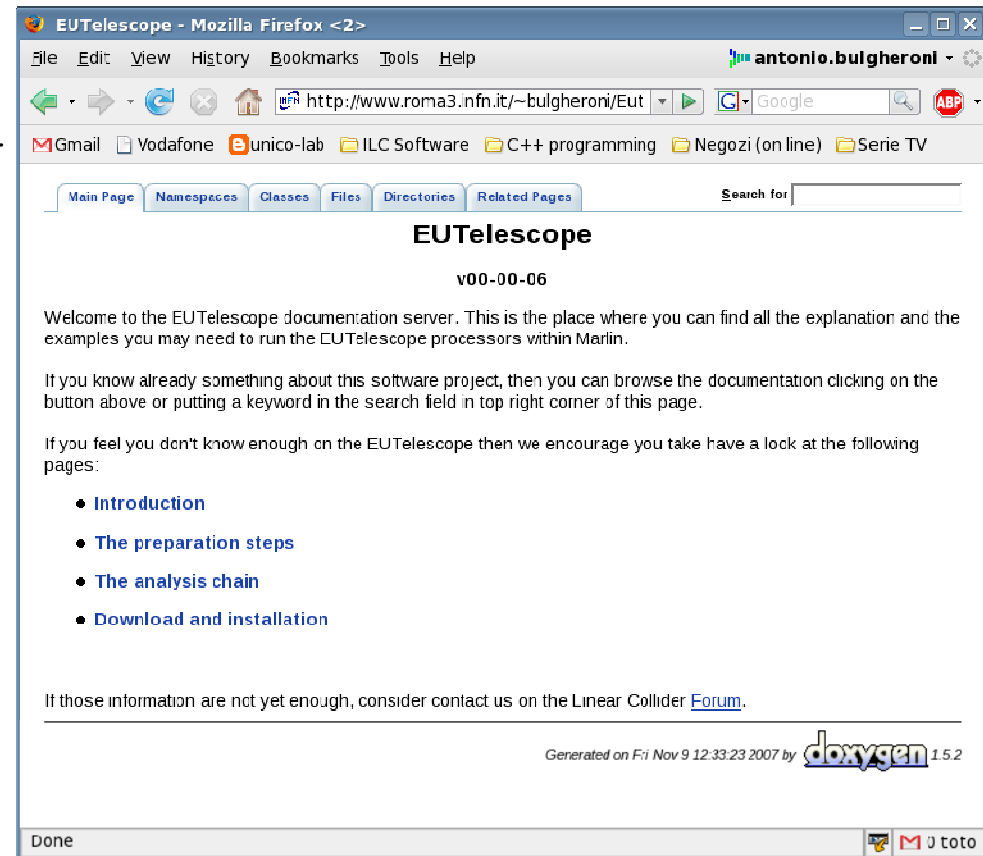 EUTelescope - Mozilla Firefox <2>
File Edit View History Bookmarks Tools Help antonio.bulgheroni
http://www.roma3.infn.it/~bulgheroni/Eut G Google ABP
Gmail Vodafone unico-lab ILC Software C++ programming Negozi (on line) Serie TV
Main Page Namespaces Classes Files Directories Related Pages Search for
EUTelescope
v00-00-06
Welcome to the EUTelescope documentation server. This is the place where you can find all the explanation and the
examples you may need to run the EUTelescope processors within Marlin.
If you know already something about this software project, then you can browse the documentation clicking on the
button above or putting a keyword in the search field in top right corner of this page.
If you feel you don't know enough on the EUTelescope then we encourage you take have a look at the following
pages:
Introduction
The preparation steps
The analysis chain
Download and installation
If those information are not yet enough, consider contact us on the Linear Collider Forum.
Generated on Fri Nov 9 12:33:23 2007 by doxygen 1.5.2
Done 0 toto